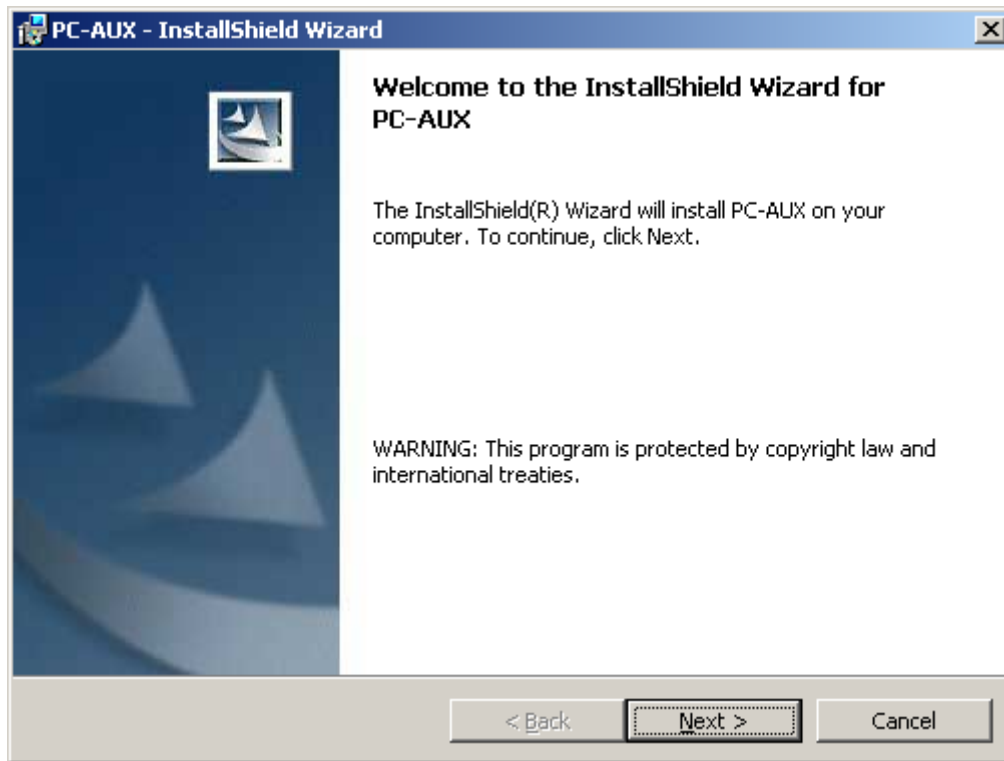 PC-AUX - InstallShield Wizard
Welcome to the InstallShield Wizard for
PC-AUX
The InstallShield(R) Wizard will install PC-AUX on your
computer. To continue, click Next.
WARNING: This program is protected by copyright law and
international treaties.
< Back
Next >
Cancel